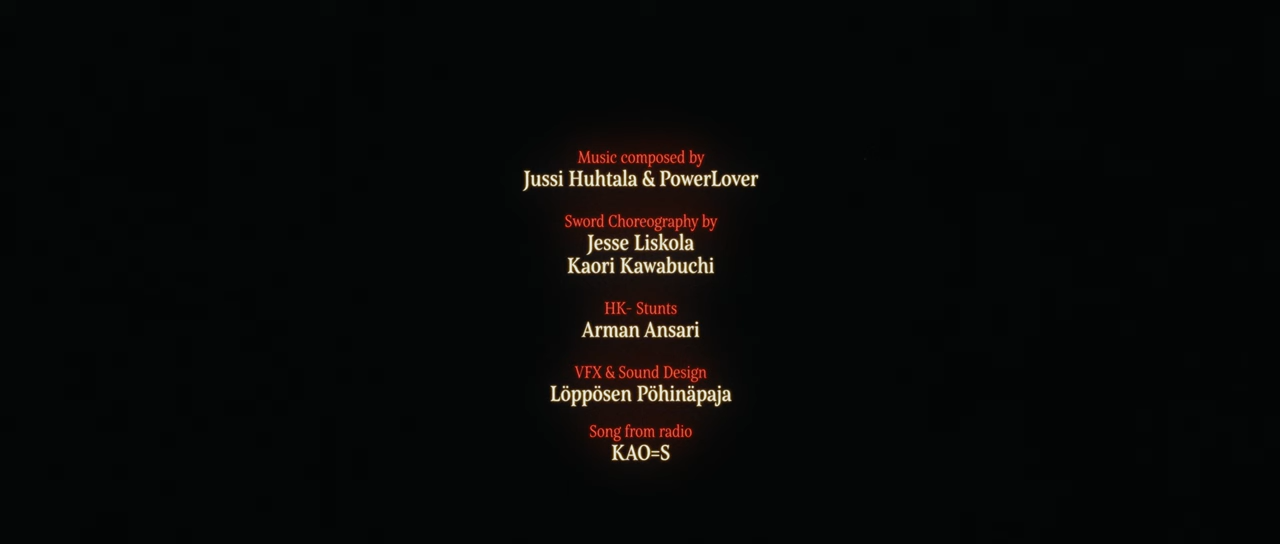 Music composed by
Jussi Huhtala & PowerLover
Sword Choreography by
Jesse Liskola
Kaori Kawabuchi
HK- Stunts
Arman Ansari
VFX & Sound Design
Löppösen Pöhinäpaja
Song from radio
KAO=S